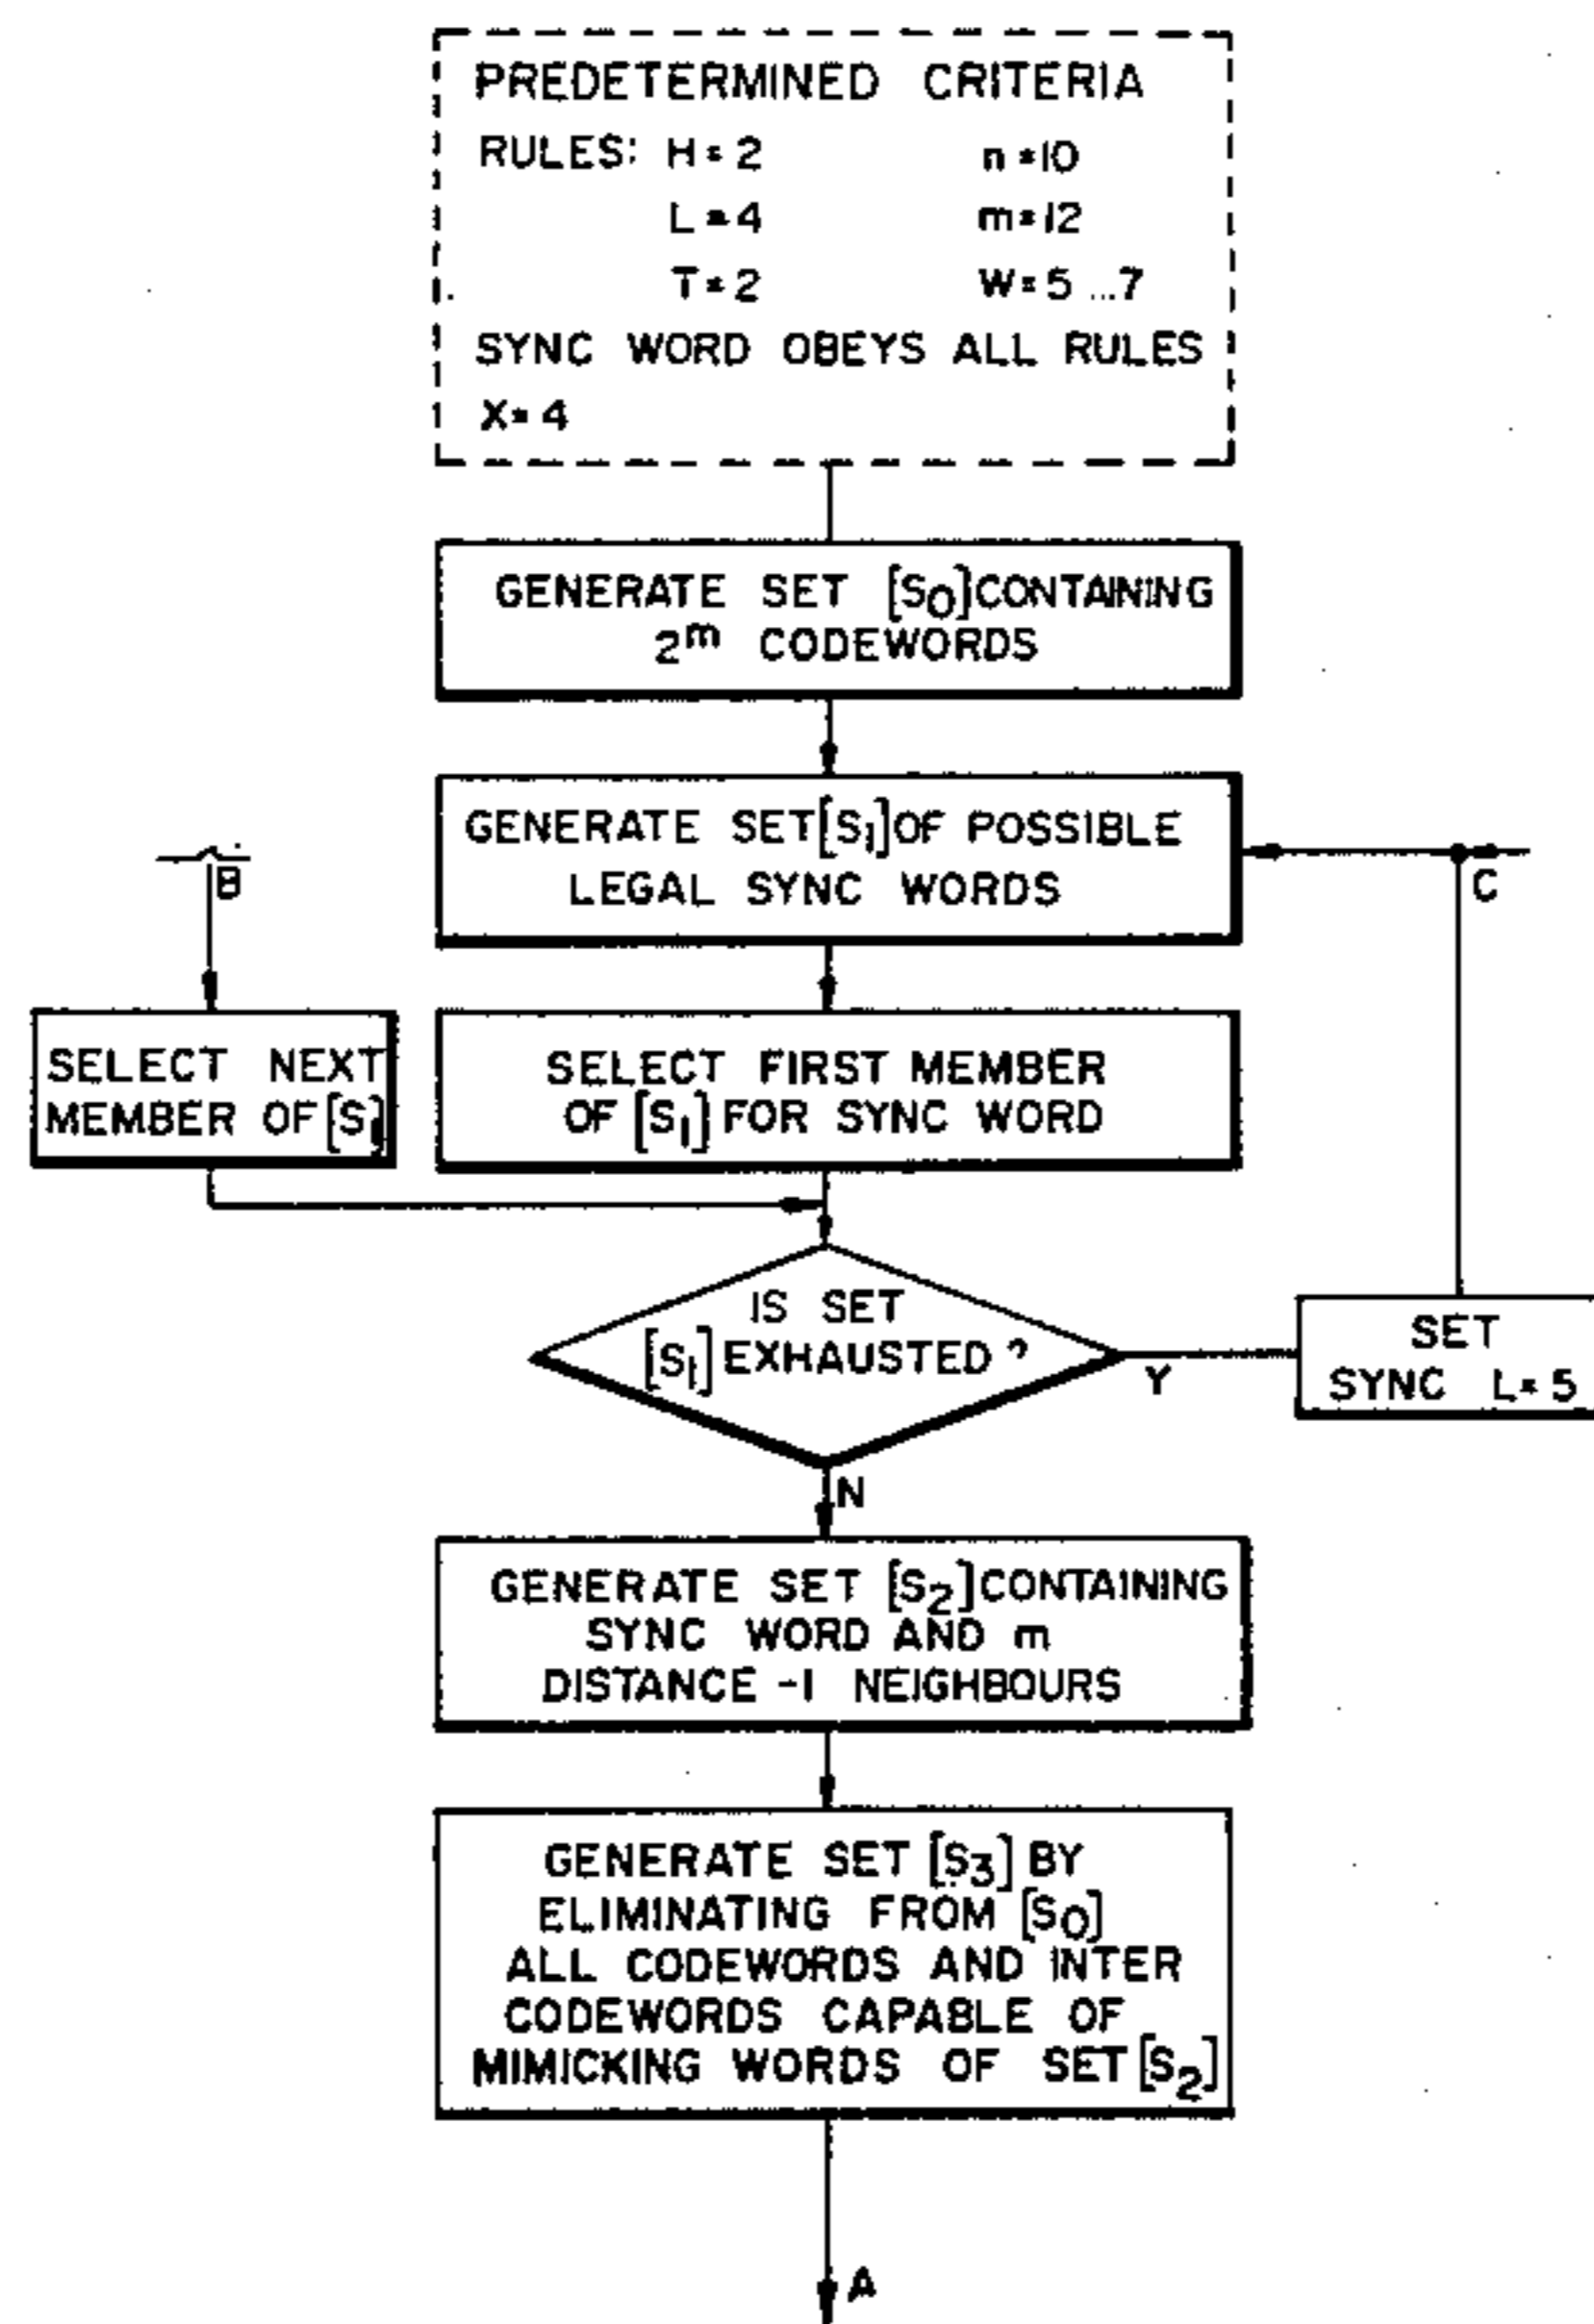 PREDETERMINED CRITERIA
RULES: H=2 n=10
L=4 m=12
T=2 W=5...7
SYNC WORD OBEYS ALL RULES
X=4
GENERATE SET [S0] CONTAINING
2^m CODEWORDS
GENERATE SET [S1] OF POSSIBLE
LEGAL SYNC WORDS
B
C
SELECT NEXT
MEMBER OF [S1]
SELECT FIRST MEMBER
OF [S1] FOR SYNC WORD
IS SET
[S1] EXHAUSTED ?
Y
SET
SYNC L=5
N
GENERATE SET [S2] CONTAINING
SYNC WORD AND m
DISTANCE -1 NEIGHBOURS
GENERATE SET [S3] BY
ELIMINATING FROM [S0]
ALL CODEWORDS AND INTER
CODEWORDS CAPABLE OF
MIMICKING WORDS OF SET [S2]
A